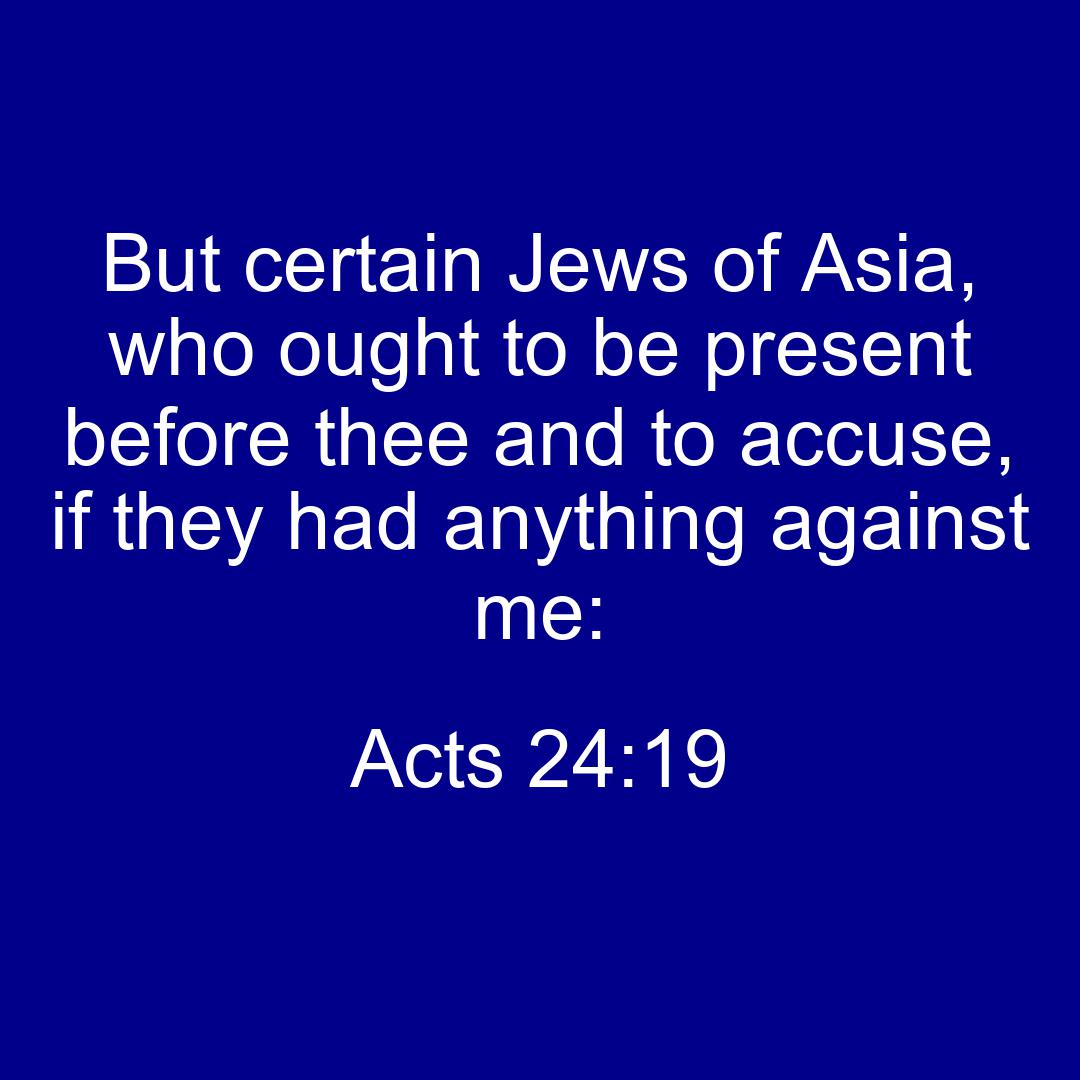 But certain Jews of Asia,
who ought to be present
before thee and to accuse,
if they had anything against
me:
Acts 24:19